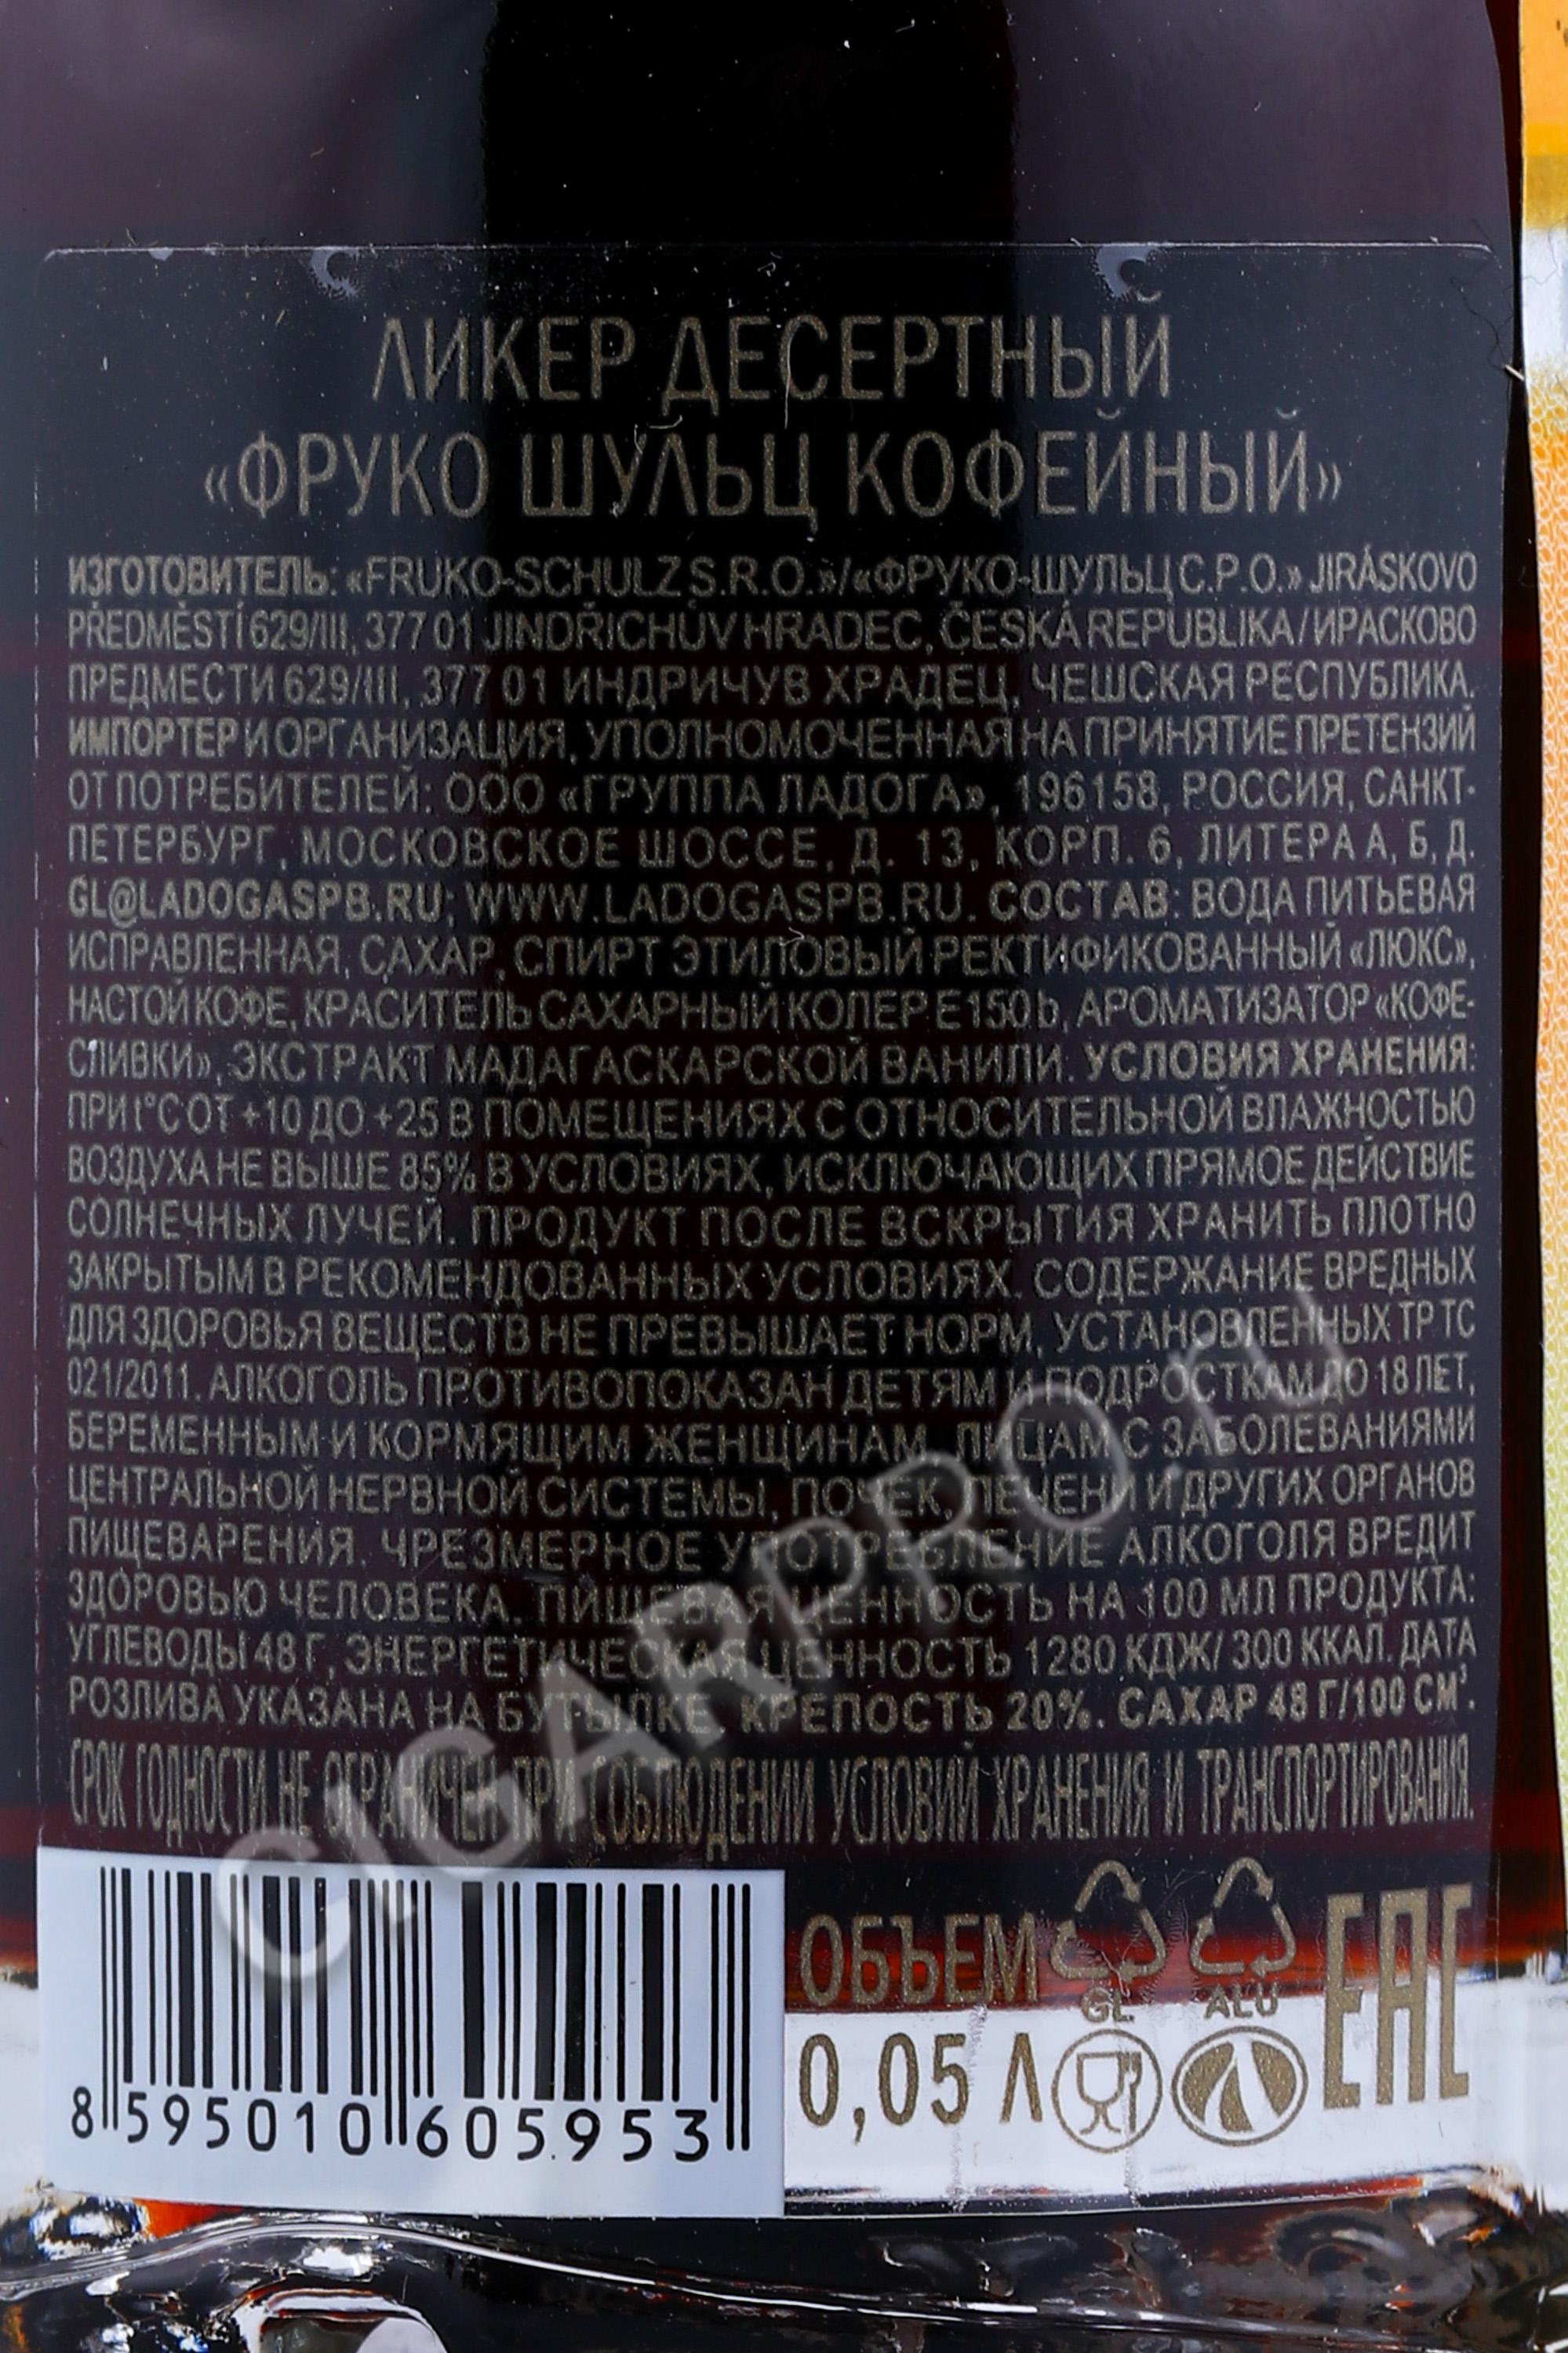 ЛИКЕР ДЕСЕРТНЫЙ
«ФРУКО ШУЛЬЦ КОФЕЙНЫЙ»
ИЗГОТОВИТЕЛЬ: «FRUKO-SCHULZ S.R.O.»/«ФРУКО-ШУЛЬЦ С.Р.О.» JIRÁSKOVO
PŘEDMĚSTÍ 629/III, 377 01 JINDŘICHŮV HRADEC, ČESKÁ REPUBLIKA/ИРАСКОВО
ПРЕДМЕСТИ 629/III, 377 01 ИНДРИЧУВ ХРАДЕЦ, ЧЕШСКАЯ РЕСПУБЛИКА.
ИМПОРТЕР И ОРГАНИЗАЦИЯ, УПОЛНОМОЧЕННАЯ НА ПРИНЯТИЕ ПРЕТЕНЗИЙ
ОТ ПОТРЕБИТЕЛЕЙ: ООО «ГРУППА ЛАДОГА», 196158, РОССИЯ, САНКТ-
ПЕТЕРБУРГ, МОСКОВСКОЕ ШОССЕ, Д. 13, КОРП. 6, ЛИТЕРА А, Б, Д.
GL@LADOGASPB.RU; WWW.LADOGASPB.RU. СОСТАВ: ВОДА ПИТЬЕВАЯ
ИСПРАВЛЕННАЯ, САХАР, СПИРТ ЭТИЛОВЫЙ РЕКТИФИКОВАННЫЙ «ЛЮКС»,
НАСТОЙ КОФЕ, КРАСИТЕЛЬ САХАРНЫЙ КОЛЕР Е150b, АРОМАТИЗАТОР «КОФЕ-
СЛИВКИ», ЭКСТРАКТ МАДАГАСКАРСКОЙ ВАНИЛИ. УСЛОВИЯ ХРАНЕНИЯ:
ПРИ t°C ОТ +10 ДО +25 В ПОМЕЩЕНИЯХ С ОТНОСИТЕЛЬНОЙ ВЛАЖНОСТЬЮ
ВОЗДУХА НЕ ВЫШЕ 85% В УСЛОВИЯХ, ИСКЛЮЧАЮЩИХ ПРЯМОЕ ДЕЙСТВИЕ
СОЛНЕЧНЫХ ЛУЧЕЙ. ПРОДУКТ ПОСЛЕ ВСКРЫТИЯ ХРАНИТЬ ПЛОТНО
ЗАКРЫТЫМ В РЕКОМЕНДОВАННЫХ УСЛОВИЯХ. СОДЕРЖАНИЕ ВРЕДНЫХ
ДЛЯ ЗДОРОВЬЯ ВЕЩЕСТВ НЕ ПРЕВЫШАЕТ НОРМ, УСТАНОВЛЕННЫХ ТР ТС
021/2011. АЛКОГОЛЬ ПРОТИВОПОКАЗАН ДЕТЯМ И ПОДРОСТКАМ ДО 18 ЛЕТ,
БЕРЕМЕННЫМ И КОРМЯЩИМ ЖЕНЩИНАМ, ЛИЦАМ С ЗАБОЛЕВАНИЯМИ
ЦЕНТРАЛЬНОЙ НЕРВНОЙ СИСТЕМЫ, ПОЧЕК, ПЕЧЕНИ И ДРУГИХ ОРГАНОВ
ПИЩЕВАРЕНИЯ. ЧРЕЗМЕРНОЕ УПОТРЕБЛЕНИЕ АЛКОГОЛЯ ВРЕДИТ
ЗДОРОВЬЮ ЧЕЛОВЕКА. ПИЩЕВАЯ ЦЕННОСТЬ НА 100 МЛ ПРОДУКТА:
УГЛЕВОДЫ 48 Г, ЭНЕРГЕТИЧЕСКАЯ ЦЕННОСТЬ 1280 КДЖ/ 300 ККАЛ. ДАТА
РОЗЛИВА УКАЗАНА НА БУТЫЛКЕ. КРЕПОСТЬ 20%. САХАР 48 Г/100 СМ³.
СРОК ГОДНОСТИ НЕ ОГРАНИЧЕН ПРИ СОБЛЮДЕНИИ УСЛОВИЙ ХРАНЕНИЯ И ТРАНСПОРТИРОВАНИЯ.
ОБЪЕМ
0,05 Л
GL
ALU
EAC
8 595010 605953
CIGARPRO.ru